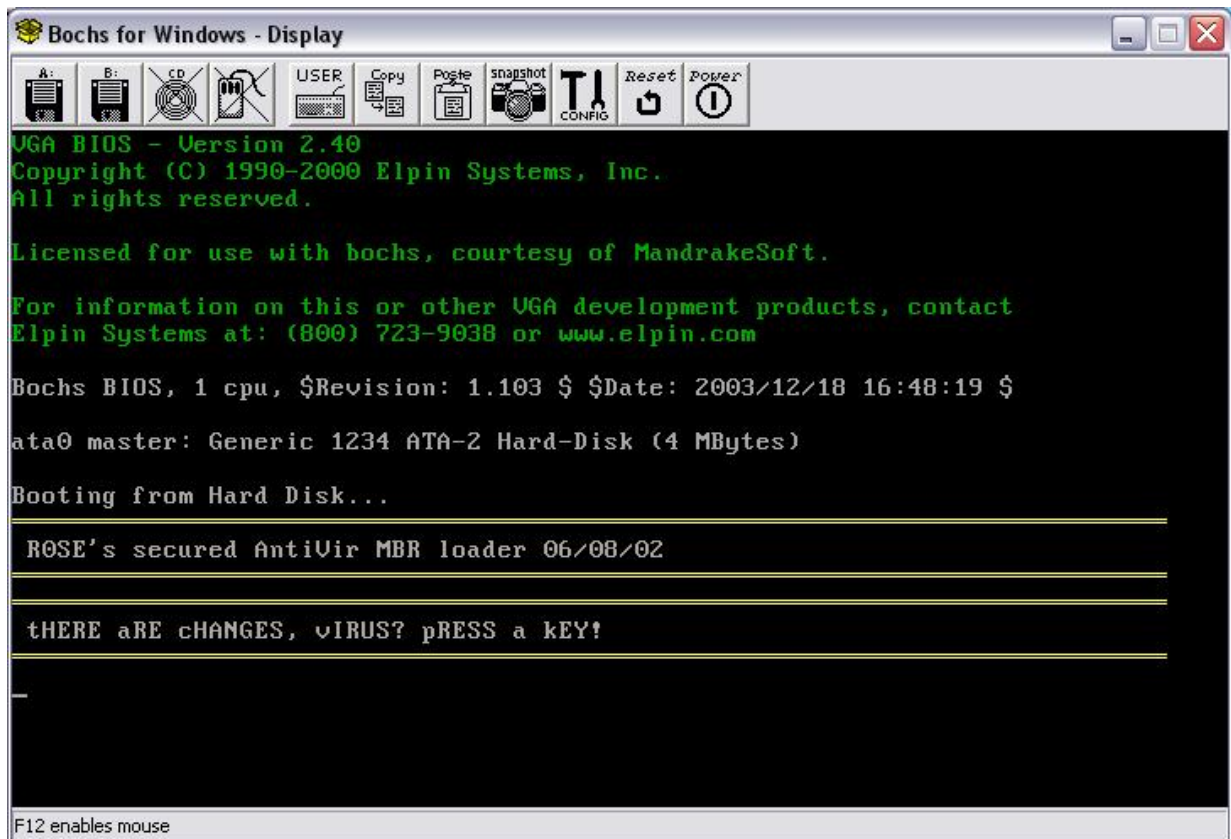 Bochs for Windows - Display
A: B: CD USER Copy Poste snapshot CONFIG Reset Power
VGA BIOS - Version 2.40
Copyright (C) 1990-2000 Elpin Systems, Inc.
All rights reserved.
Licensed for use with bochs, courtesy of MandrakeSoft.
For information on this or other VGA development products, contact
Elpin Systems at: (800) 723-9038 or www.elpin.com
Bochs BIOS, 1 cpu, $Revision: 1.103 $ $Date: 2003/12/18 16:48:19 $
ata0 master: Generic 1234 ATA-2 Hard-Disk (4 MBytes)
Booting from Hard Disk...
ROSE's secured AntiVir MBR loader 06/08/02
tHERE aRE cHANGES, vIRUS? pRESS a kEY!
F12 enables mouse